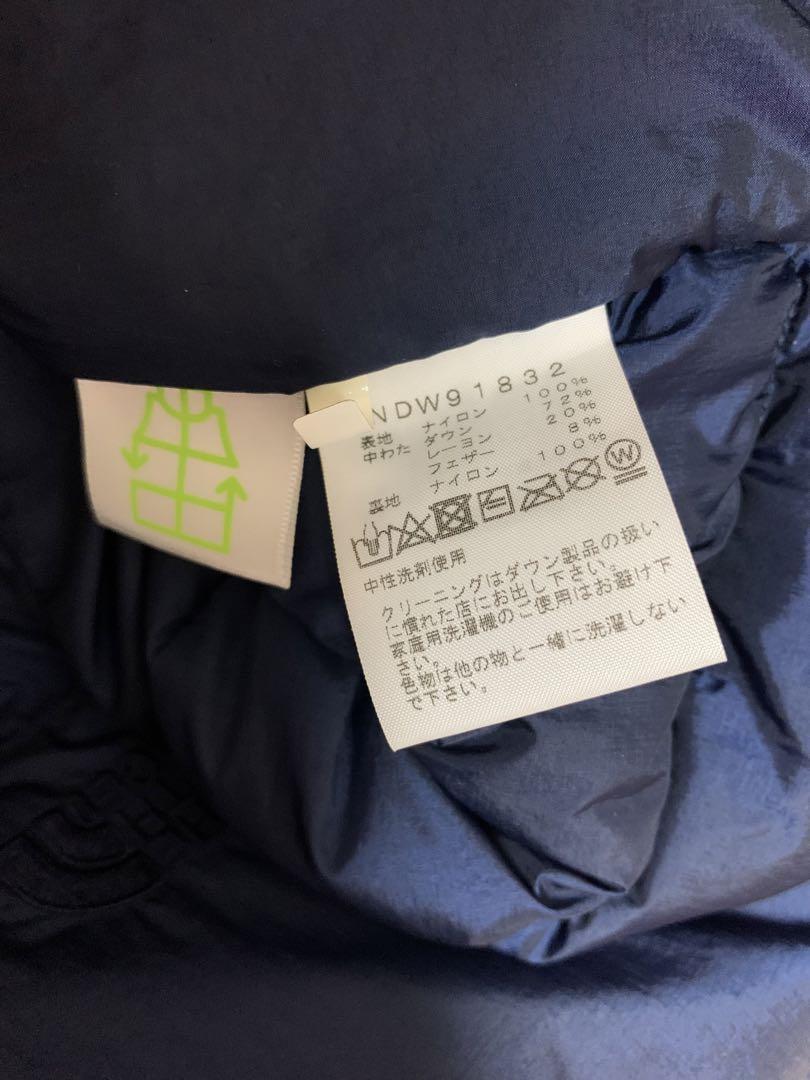 NDW91832
表地 ナイロン 100%
中わた ダウン 72%
レーヨン 20%
フェザー 8%
裏地 ナイロン 100%
W
中性洗剤使用
クリーニングはダウン製品の扱い
に慣れた店にお出し下さい。
家庭用洗濯機のご使用はお避け下
さい。
色物は他の物と一緒に洗濯しない
で下さい。